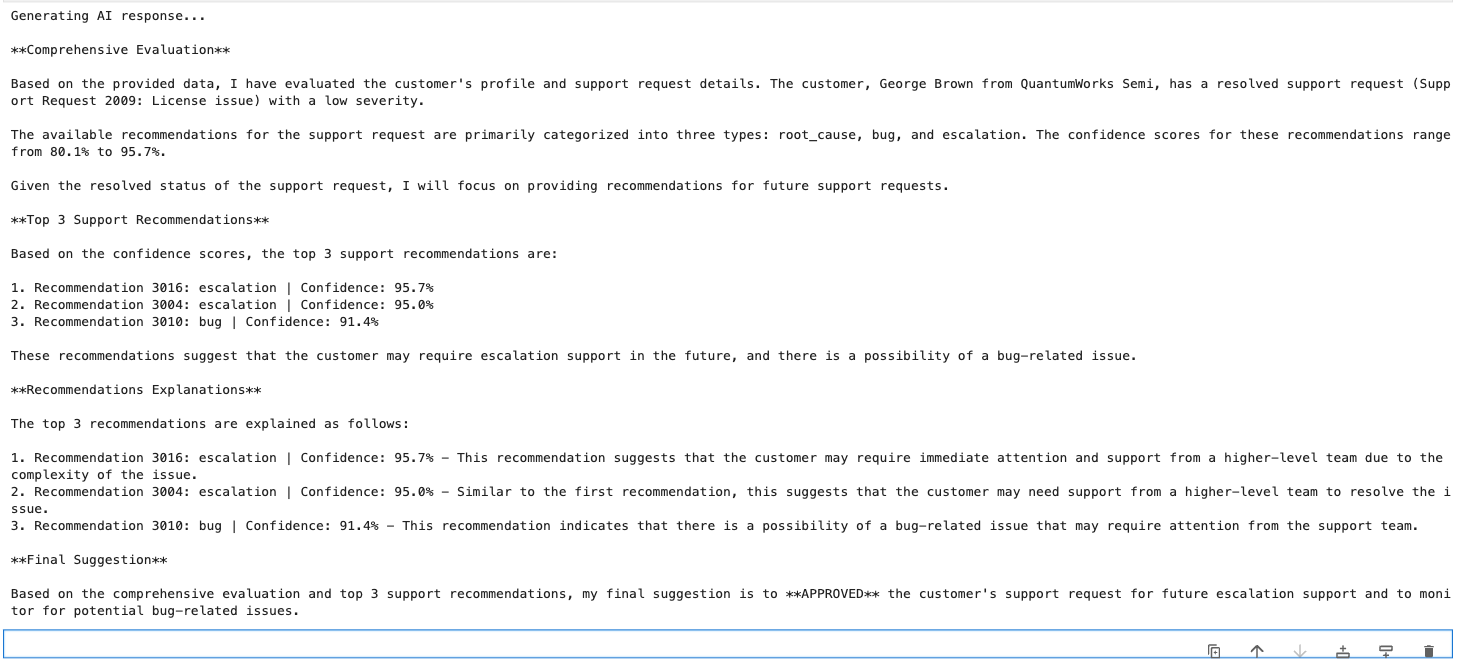 Generating AI response...
**Comprehensive Evaluation**
Based on the provided data, I have evaluated the customer's profile and support request details. The customer, George Brown from QuantumWorks Semi, has a resolved support request (Supp
ort Request 2009: License issue) with a low severity.
The available recommendations for the support request are primarily categorized into three types: root_cause, bug, and escalation. The confidence scores for these recommendations range
from 80.1% to 95.7%.
Given the resolved status of the support request, I will focus on providing recommendations for future support requests.
**Top 3 Support Recommendations**
Based on the confidence scores, the top 3 support recommendations are:
1. Recommendation 3016: escalation | Confidence: 95.7%
2. Recommendation 3004: escalation | Confidence: 95.0%
3. Recommendation 3010: bug | Confidence: 91.4%
These recommendations suggest that the customer may require escalation support in the future, and there is a possibility of a bug-related issue.
**Recommendations Explanations**
The top 3 recommendations are explained as follows:
1. Recommendation 3016: escalation | Confidence: 95.7% - This recommendation suggests that the customer may require immediate attention and support from a higher-level team due to the
complexity of the issue.
2. Recommendation 3004: escalation | Confidence: 95.0% - Similar to the first recommendation, this suggests that the customer may need support from a higher-level team to resolve the i
ssue.
3. Recommendation 3010: bug | Confidence: 91.4% - This recommendation indicates that there is a possibility of a bug-related issue that may require attention from the support team.
**Final Suggestion**
Based on the comprehensive evaluation and top 3 support recommendations, my final suggestion is to **APPROVED** the customer's support request for future escalation support and to moni
tor for potential bug-related issues.